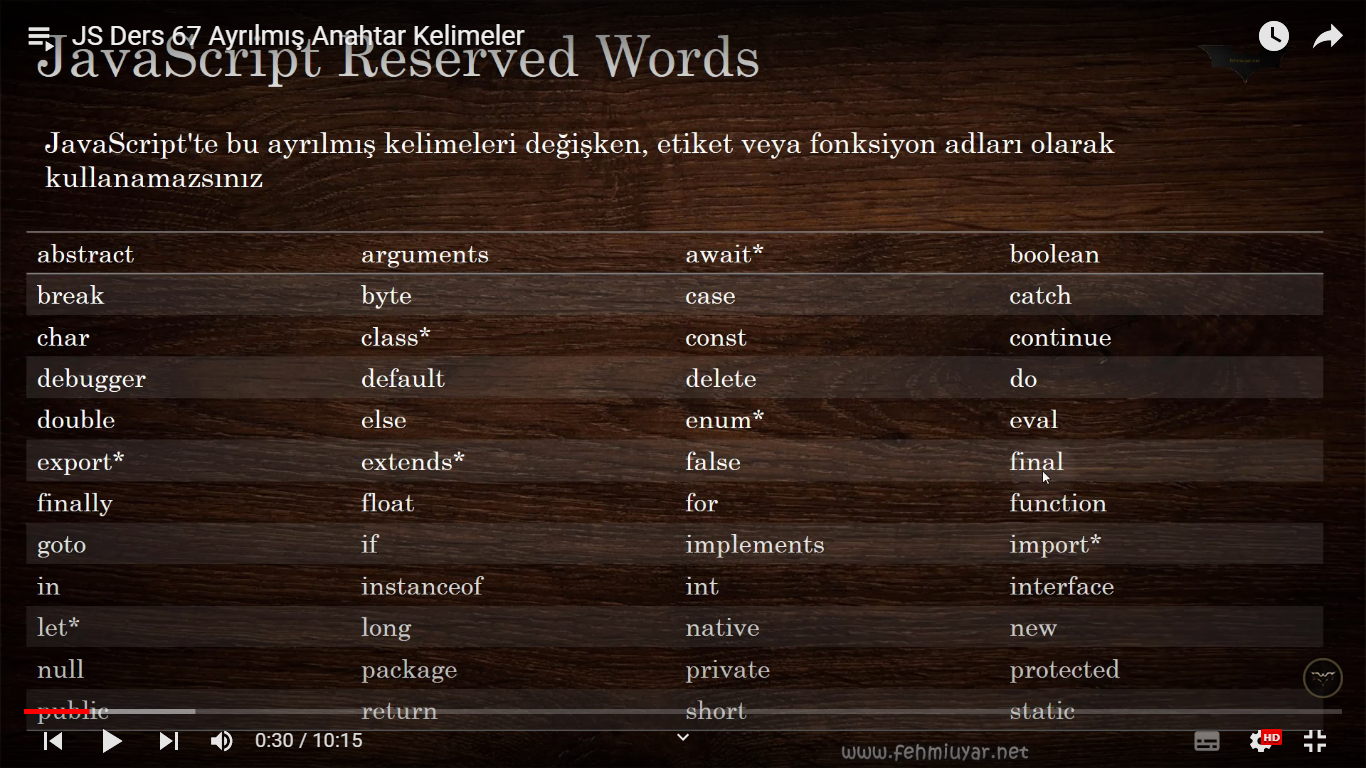 JS Ders 67 Ayrılmış Anahtar Kelimeler
JavaScript Reserved Words
JavaScript'te bu ayrılmış kelimeleri değişken, etiket veya fonksiyon adları olarak
kullanamazsınız
abstract arguments await* boolean
break byte case catch
char class* const continue
debugger default delete do
double else enum* eval
export* extends* false final
finally float for function
goto if implements import*
in instanceof int interface
let* long native new
null package private protected
public return short static
0:30 / 10:15
HD
www.fehmiuyar.net